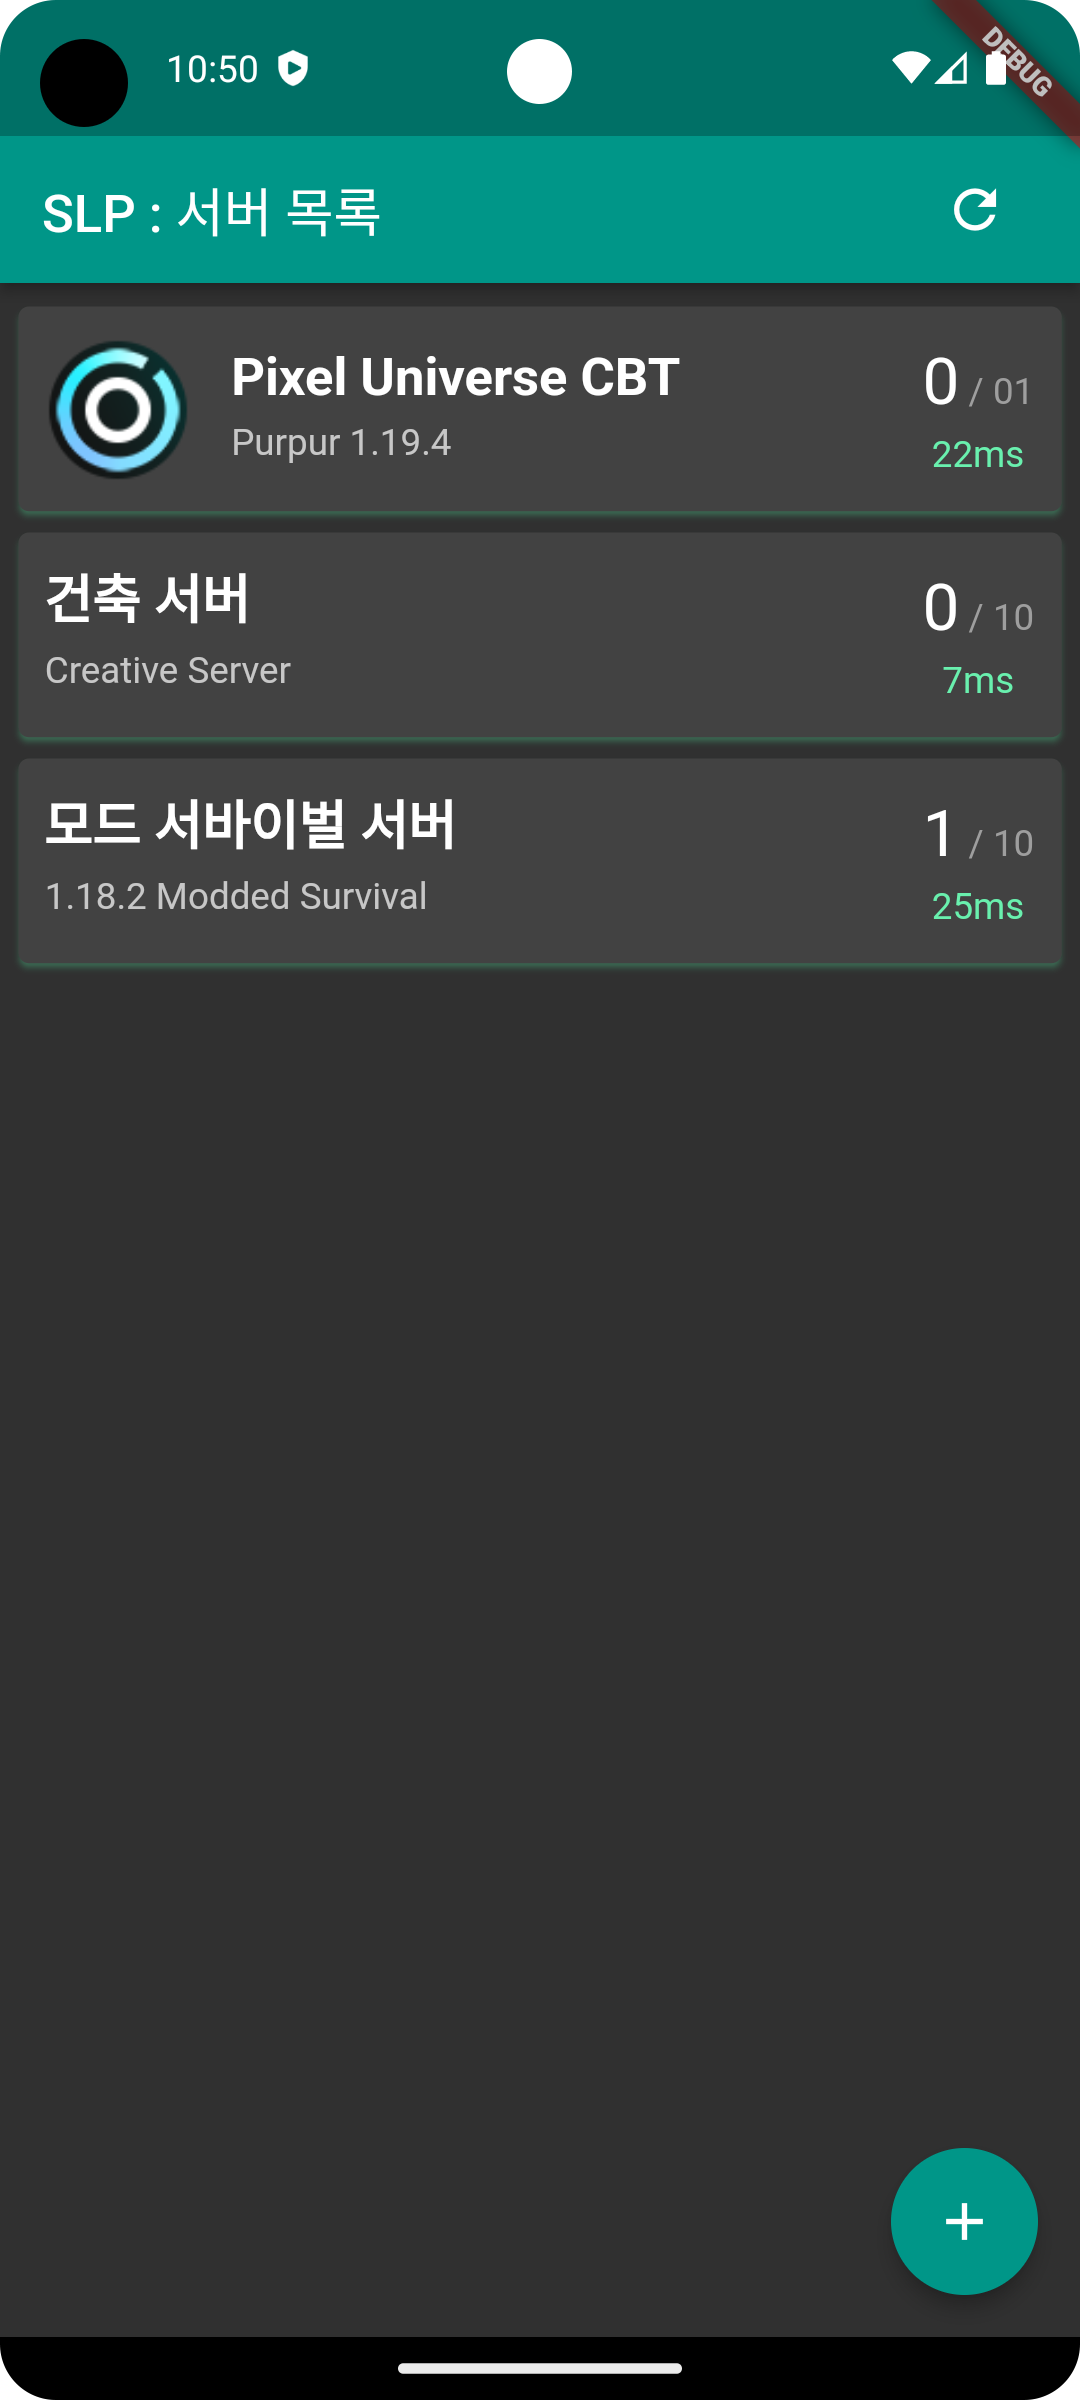 10:50
DEBUG
SLP : 서버 목록
Pixel Universe CBT
Purpur 1.19.4
0 / 01
22ms
건축 서버
Creative Server
0 / 10
7ms
모드 서바이벌 서버
1.18.2 Modded Survival
1 / 10
25ms